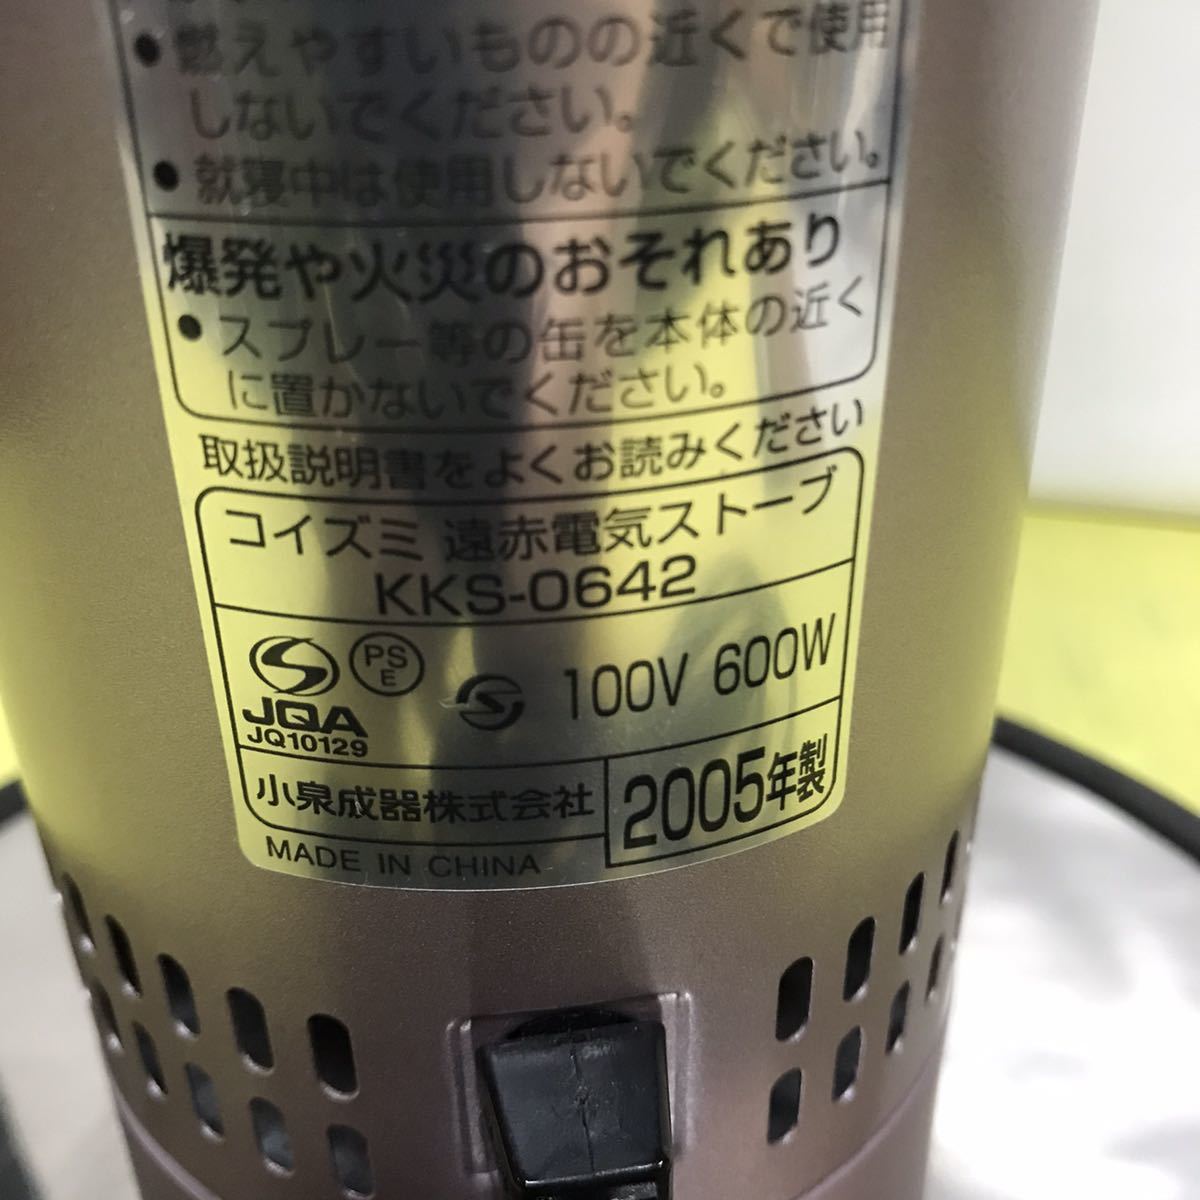 ● 燃えやすいものの近くで使用
しないでください。
● 就寝中は使用しないでください。
爆発や火災のおそれあり
● スプレー等の缶を本体の近く
に置かないでください。
取扱説明書をよくお読みください
コイズミ 遠赤電気ストーブ
KKS-0642
PS
E
100V 600W
JQA
JQ10129
小泉成器株式会社
2005年製
MADE IN CHINA